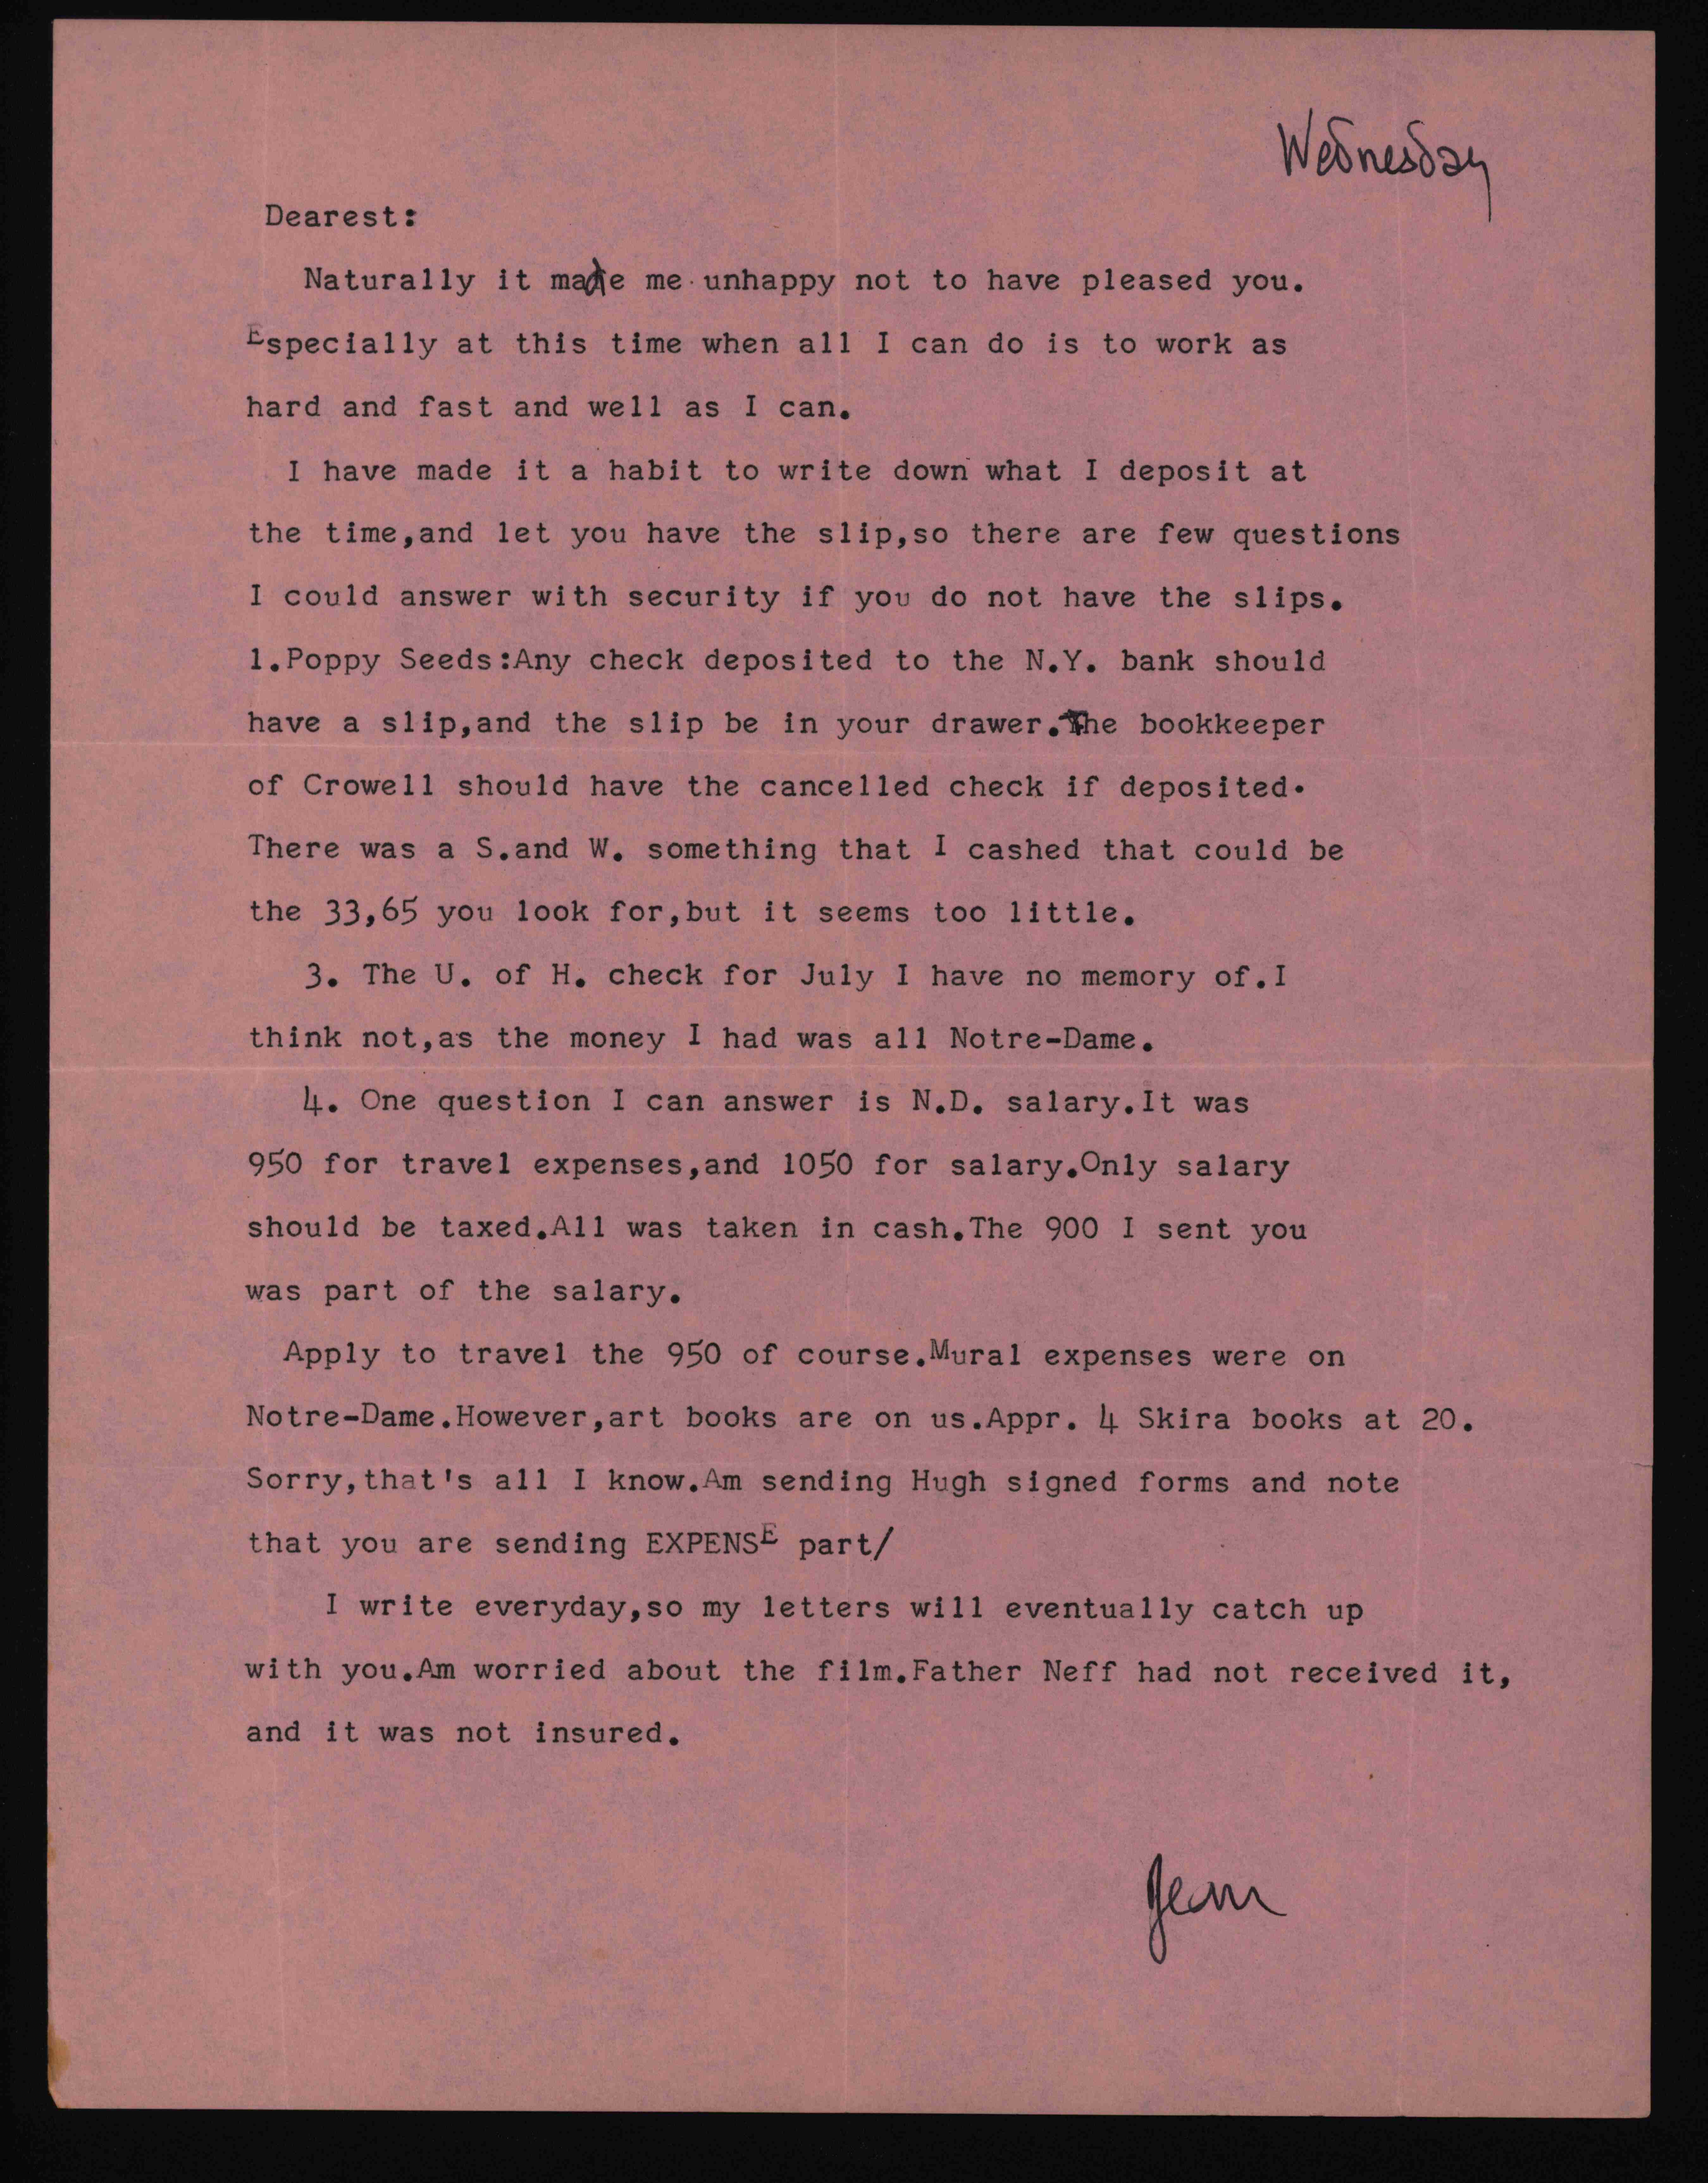 Wednesday
Dearest:
Naturally it made me unhappy not to have pleased you.
Especially at this time when all I can do is to work as
hard and fast and well as I can.
I have made it a habit to write down what I deposit at
the time,and let you have the slip,so there are few questions
I could answer with security if you do not have the slips.
1.Poppy Seeds:Any check deposited to the N.Y. bank should
have a slip,and the slip be in your drawer.The bookkeeper
of Crowell should have the cancelled check if deposited.
There was a S.and W. something that I cashed that could be
the 33,65 you look for,but it seems too little.
3. The U. of H. check for July I have no memory of.I
think not,as the money I had was all Notre-Dame.
4. One question I can answer is N.D. salary.It was
950 for travel expenses,and 1050 for salary.Only salary
should be taxed.All was taken in cash.The 900 I sent you
was part of the salary.
Apply to travel the 950 of course.Mural expenses were on
Notre-Dame.However,art books are on us.Appr. 4 Skira books at 20.
Sorry,that's all I know.Am sending Hugh signed forms and note
that you are sending EXPENSE part/
I write everyday,so my letters will eventually catch up
with you.Am worried about the film.Father Neff had not received it,
and it was not insured.
Jean